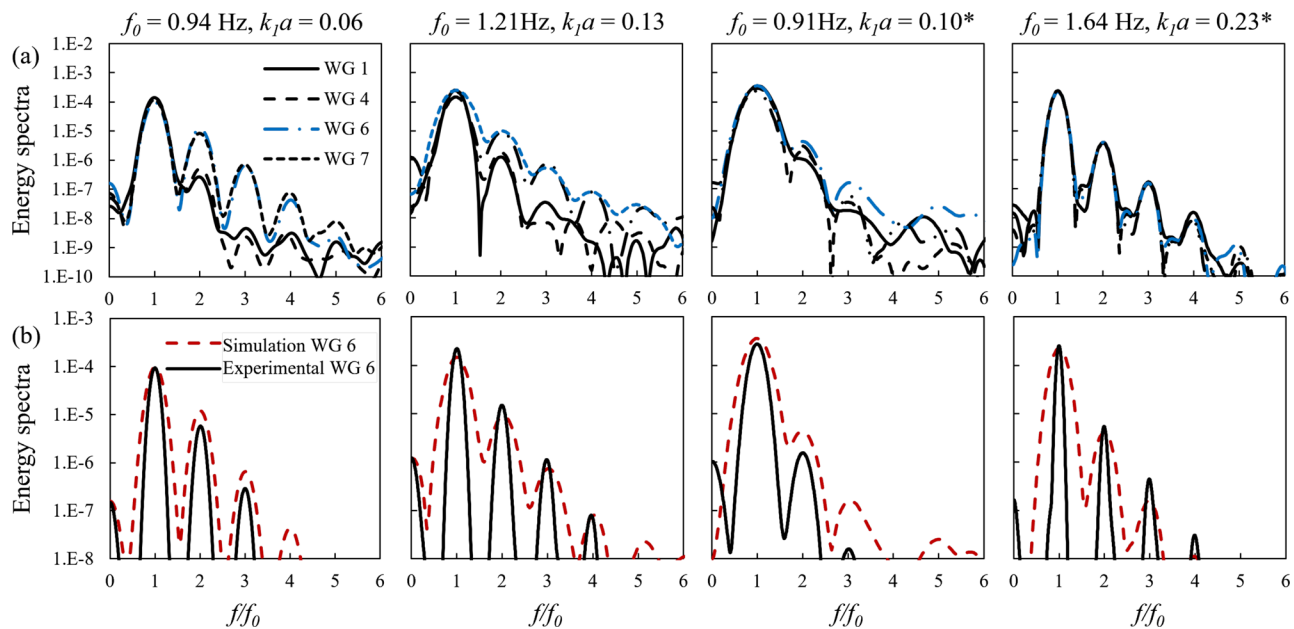 f₀ = 0.94 Hz, k₁a = 0.06
f₀ = 1.21Hz, k₁a = 0.13
f₀ = 0.91Hz, k₁a = 0.10*
f₀ = 1.64 Hz, k₁a = 0.23*
(a)
Energy spectra
1.E-2
1.E-3
1.E-4
1.E-5
1.E-6
1.E-7
1.E-8
1.E-9
1.E-10
WG 1
WG 4
WG 6
WG 7
0 1 2 3 4 5 6
0 1 2 3 4 5 6
0 1 2 3 4 5 6
0 1 2 3 4 5 6
(b)
Energy spectra
1.E-3
1.E-4
1.E-5
1.E-6
1.E-7
1.E-8
Simulation WG 6
Experimental WG 6
0 1 2 3 4 5 6
0 1 2 3 4 5 6
0 1 2 3 4 5 6
0 1 2 3 4 5 6
f/f₀
f/f₀
f/f₀
f/f₀